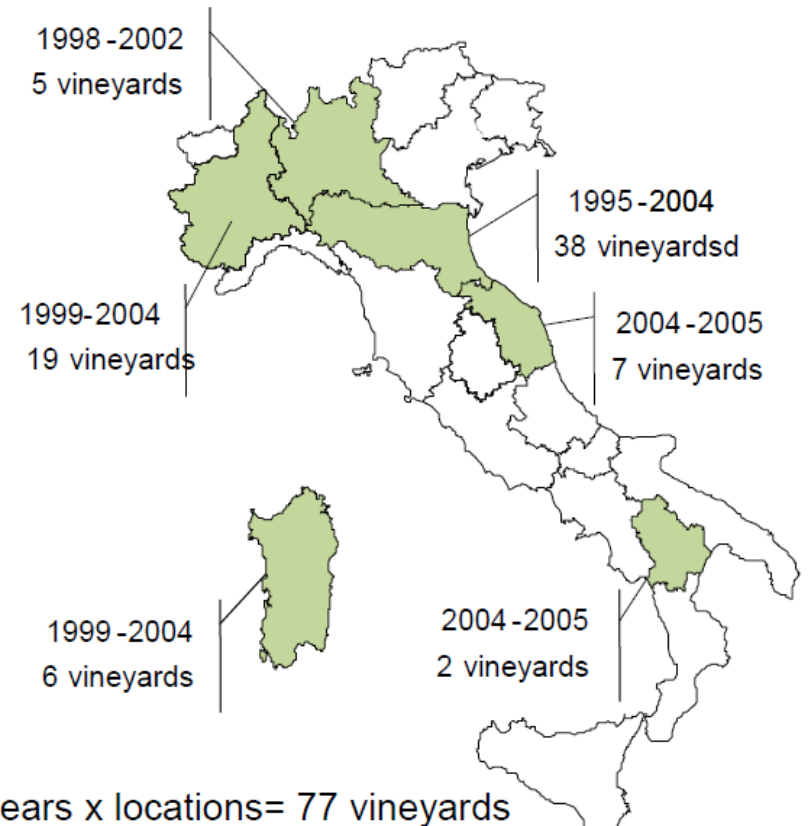 1998-2002
5 vineyards
1995-2004
38 vineyardsd
1999-2004
19 vineyards
2004-2005
7 vineyards
1999-2004
6 vineyards
2004-2005
2 vineyards
ears x locations= 77 vineyards